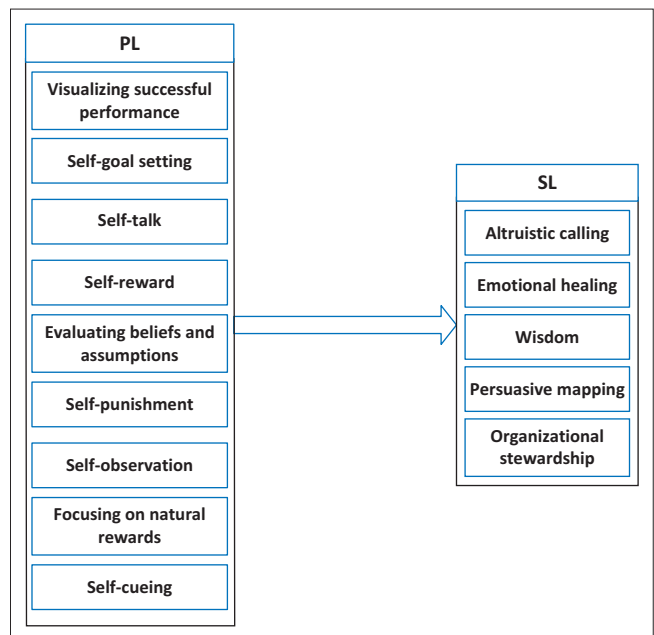 PL
Visualizing successful
performance
Self-goal setting
Self-talk
Self-reward
Evaluating beliefs and
assumptions
Self-punishment
Self-observation
Focusing on natural
rewards
Self-cueing
SL
Altruistic calling
Emotional healing
Wisdom
Persuasive mapping
Organizational
stewardship